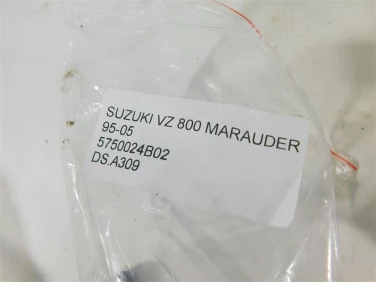 SUZUKI VZ 800 MARAUDER
95-05
5750024B02
DS.A309